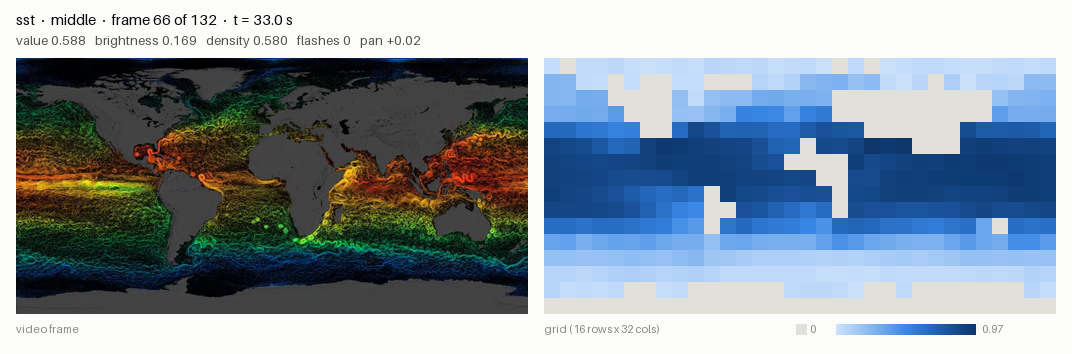 sst · middle · frame 66 of 132 · t = 33.0 s
value 0.588 brightness 0.169 density 0.580 flashes 0 pan +0.02
video frame
grid (16 rows x 32 cols)
0
0.97